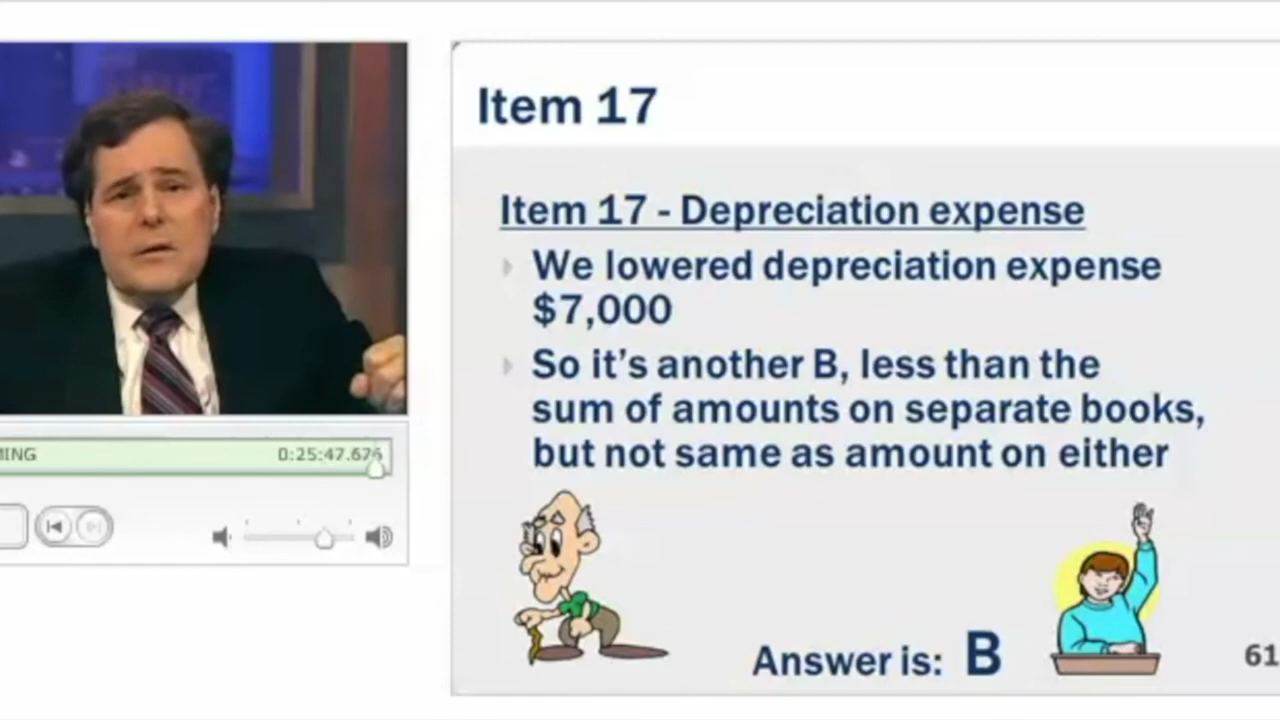 MING
0:25:47.676
Item 17
Item 17 - Depreciation expense
We lowered depreciation expense
$7,000
So it's another B, less than the
sum of amounts on separate books,
but not same as amount on either
Answer is: B
61